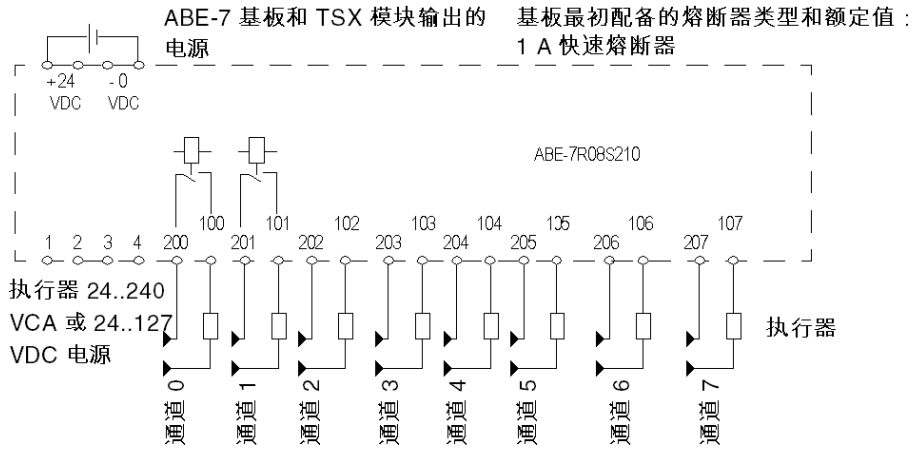 ABE-7 基板和 TSX 模块输出的
电源
基板最初配备的熔断器类型和额定值：
1 A 快速熔断器
+24
VDC
- 0
VDC
ABE-7R08S210
1 2 3 4 200 100 201 101 202 102 203 103 204 104 205 105 206 106 207 107
执行器 24..240
VCA 或 24..127
VDC 电源
执行器
通道 0
通道 1
通道 2
通道 3
通道 4
通道 5
通道 6
通道 7